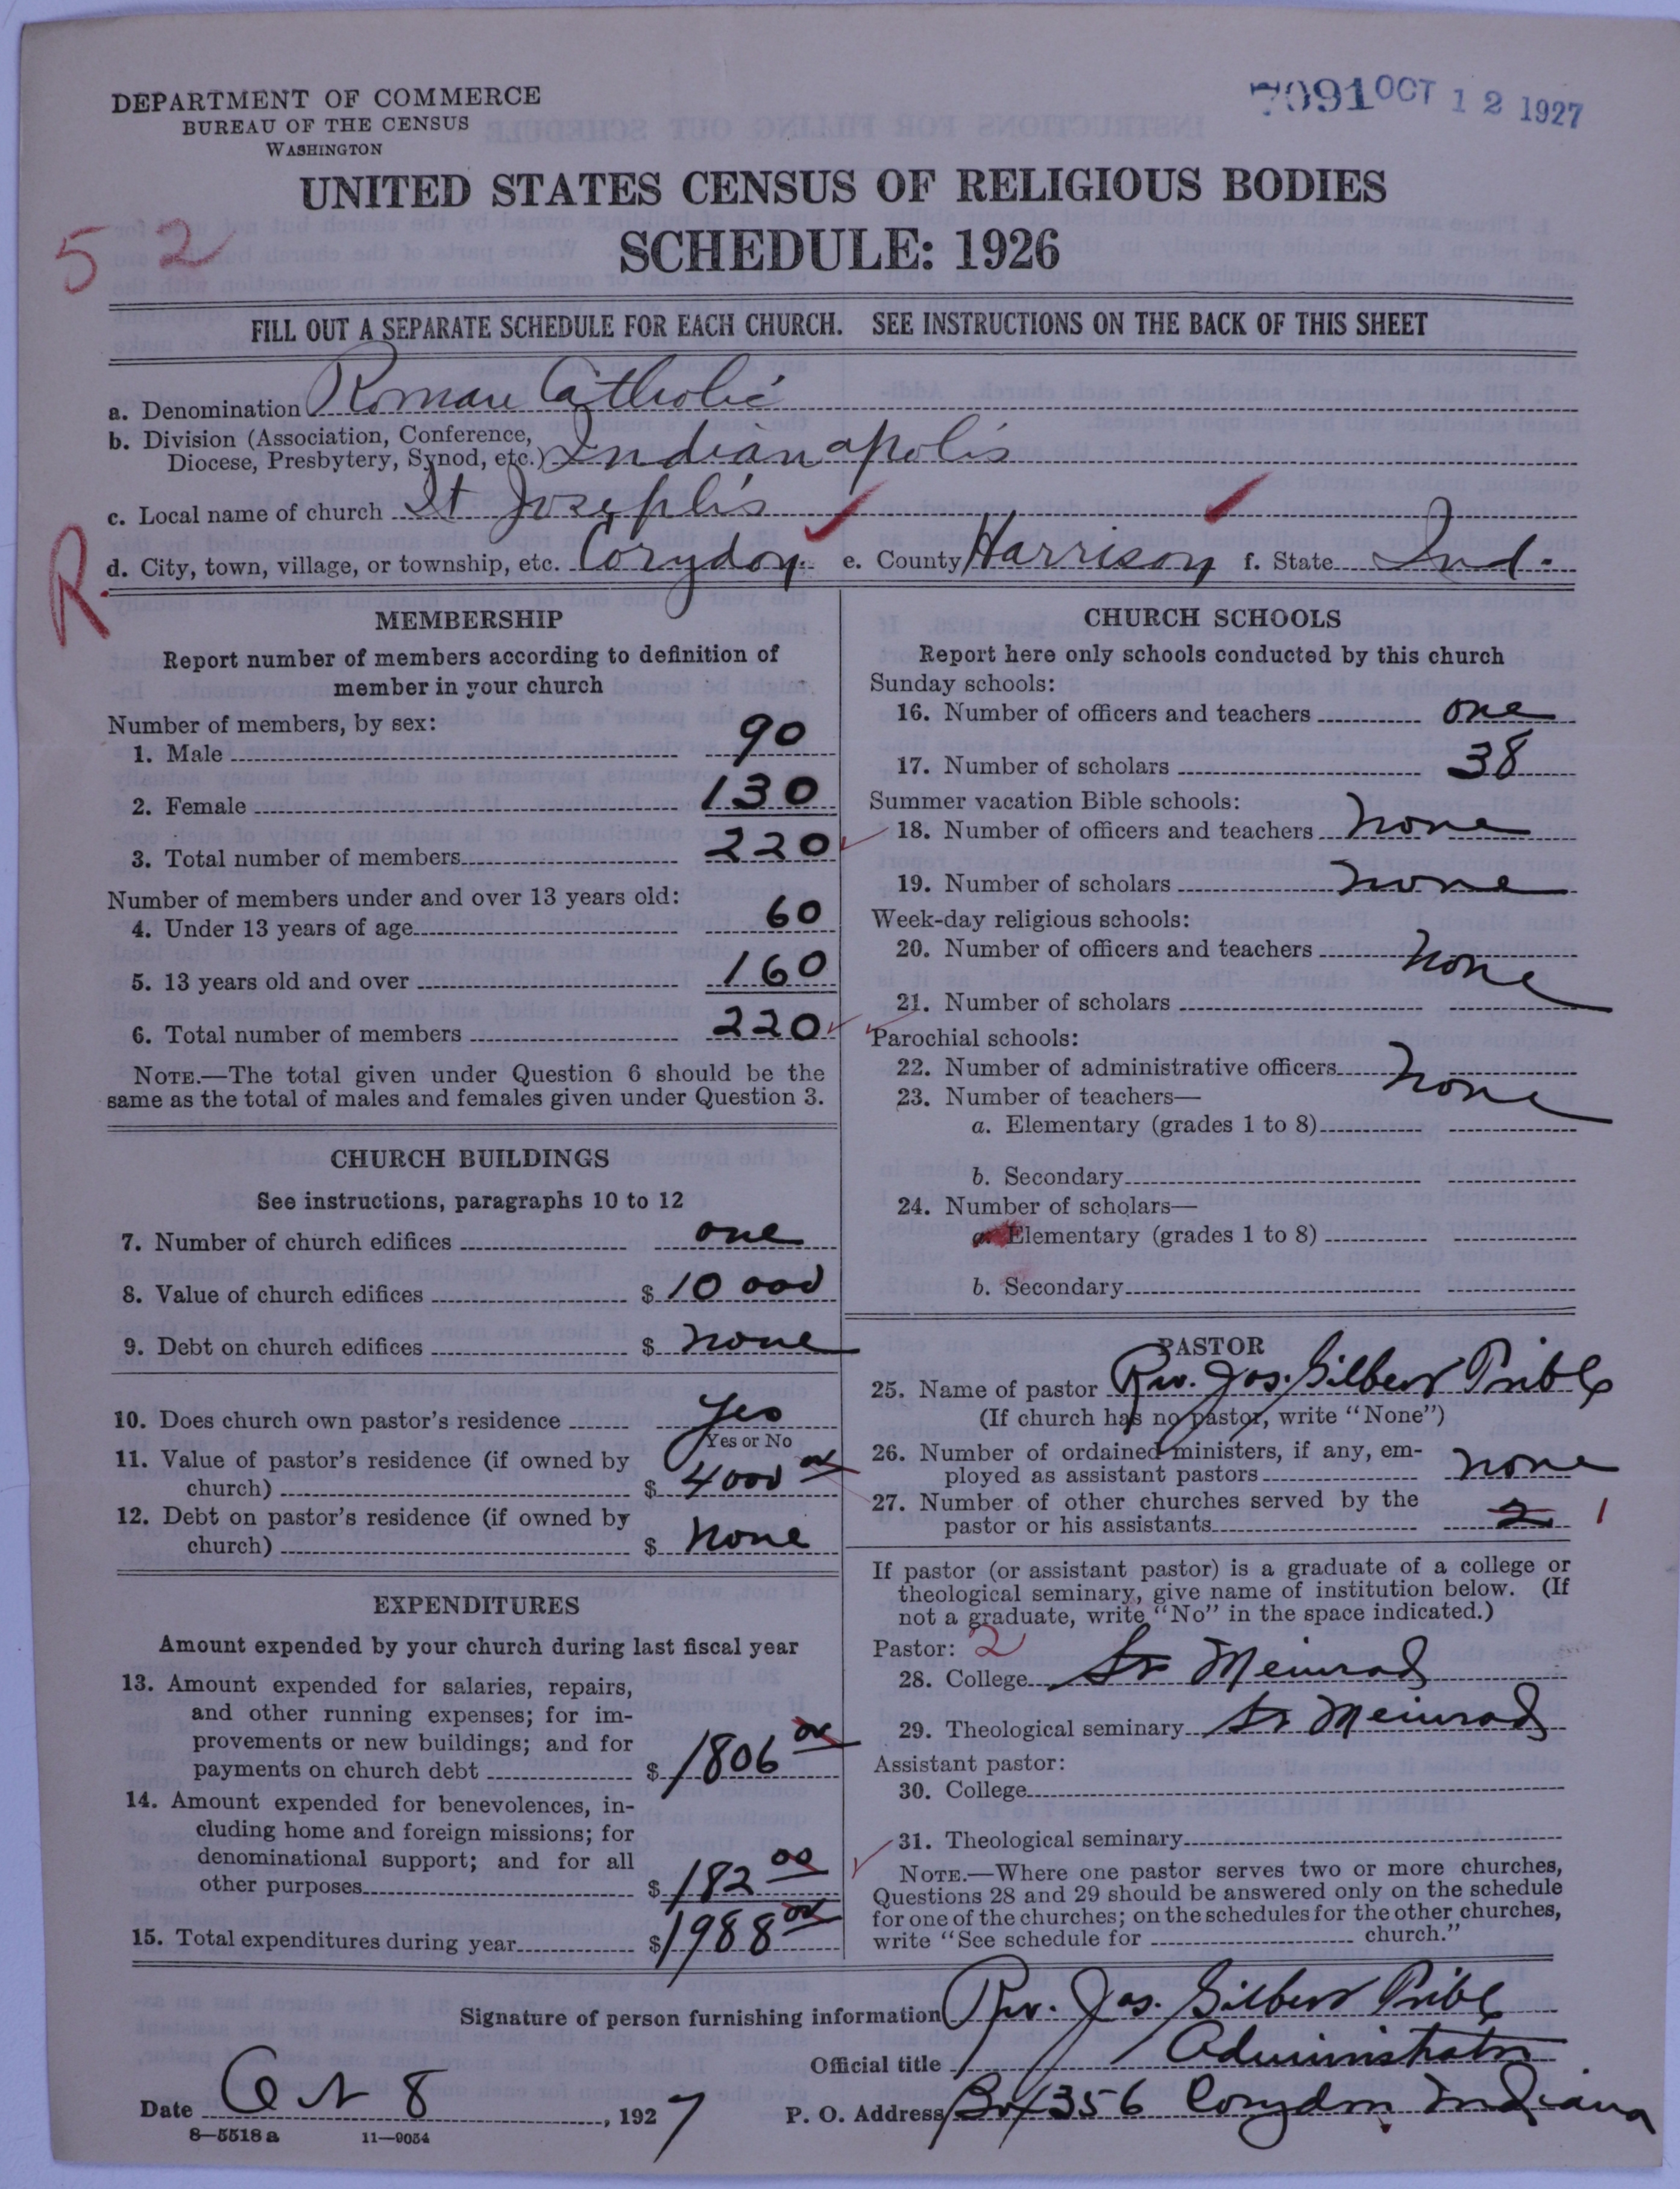 DEPARTMENT OF COMMERCE
BUREAU OF THE CENSUS
WASHINGTON
7091 OCT 12 1927
UNITED STATES CENSUS OF RELIGIOUS BODIES
SCHEDULE: 1926
52
FILL OUT A SEPARATE SCHEDULE FOR EACH CHURCH. SEE INSTRUCTIONS ON THE BACK OF THIS SHEET
a. Denomination Roman Catholic
b. Division (Association, Conference,
Diocese, Presbytery, Synod, etc.) Indianapolis
c. Local name of church St Joseph's
R.
d. City, town, village, or township, etc. Corydon. e. County Harrison f. State Ind.
MEMBERSHIP
Report number of members according to definition of
member in your church
Number of members, by sex:
1. Male 90
2. Female 130
3. Total number of members 220
Number of members under and over 13 years old:
4. Under 13 years of age 60
5. 13 years old and over 160
6. Total number of members 220
NOTE.—The total given under Question 6 should be the
same as the total of males and females given under Question 3.
CHURCH BUILDINGS
See instructions, paragraphs 10 to 12
7. Number of church edifices one
8. Value of church edifices $ 10 000
9. Debt on church edifices $ none
10. Does church own pastor's residence yes
Yes or No
11. Value of pastor's residence (if owned by
church) $ 4000 00
12. Debt on pastor's residence (if owned by
church) $ none
EXPENDITURES
Amount expended by your church during last fiscal year
13. Amount expended for salaries, repairs,
and other running expenses; for im-
provements or new buildings; and for
payments on church debt $ 1806 00
14. Amount expended for benevolences, in-
cluding home and foreign missions; for
denominational support; and for all
other purposes $ 182 00
15. Total expenditures during year $ 1988 00
CHURCH SCHOOLS
Report here only schools conducted by this church
Sunday schools:
16. Number of officers and teachers one
17. Number of scholars 38
Summer vacation Bible schools:
18. Number of officers and teachers none
19. Number of scholars none
Week-day religious schools:
20. Number of officers and teachers none
21. Number of scholars
Parochial schools:
22. Number of administrative officers none
23. Number of teachers—
a. Elementary (grades 1 to 8)
b. Secondary
24. Number of scholars—
a. Elementary (grades 1 to 8)
b. Secondary
PASTOR
25. Name of pastor Rev. Jos. Gilbert Pribl
(If church has no pastor, write "None")
26. Number of ordained ministers, if any, em-
ployed as assistant pastors none
27. Number of other churches served by the
pastor or his assistants 2 1
If pastor (or assistant pastor) is a graduate of a college or
theological seminary, give name of institution below. (If
not a graduate, write "No" in the space indicated.)
Pastor: 2
28. College St Meinrad
29. Theological seminary St Meinrad
Assistant pastor:
30. College
31. Theological seminary
NOTE.—Where one pastor serves two or more churches,
Questions 28 and 29 should be answered only on the schedule
for one of the churches; on the schedules for the other churches,
write "See schedule for church."
Signature of person furnishing information Rev. Jos. Gilbert Pribl
Official title Administrator
Date Oct 8, 1927 P. O. Address Box 356 Corydon Indiana
8—5518 a 11—9054